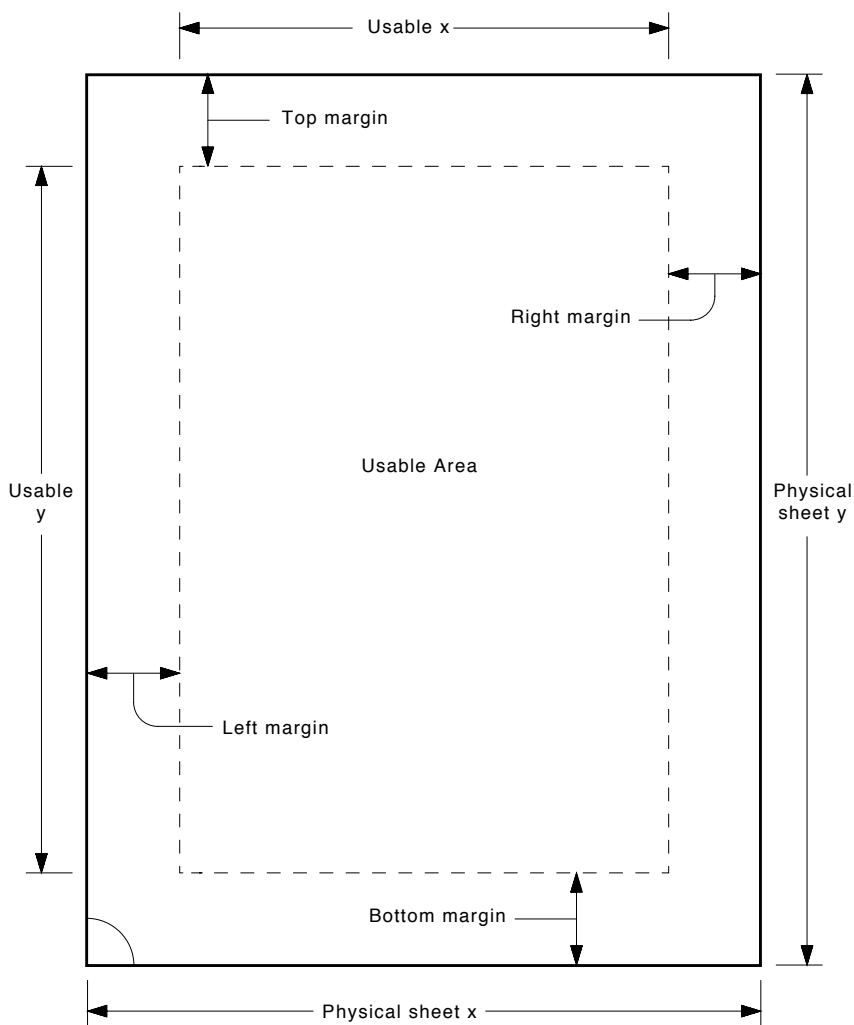 Usable x
Top margin
Right margin
Usable Area
Usable
y
Physical
sheet y
Left margin
Bottom margin
Physical sheet x